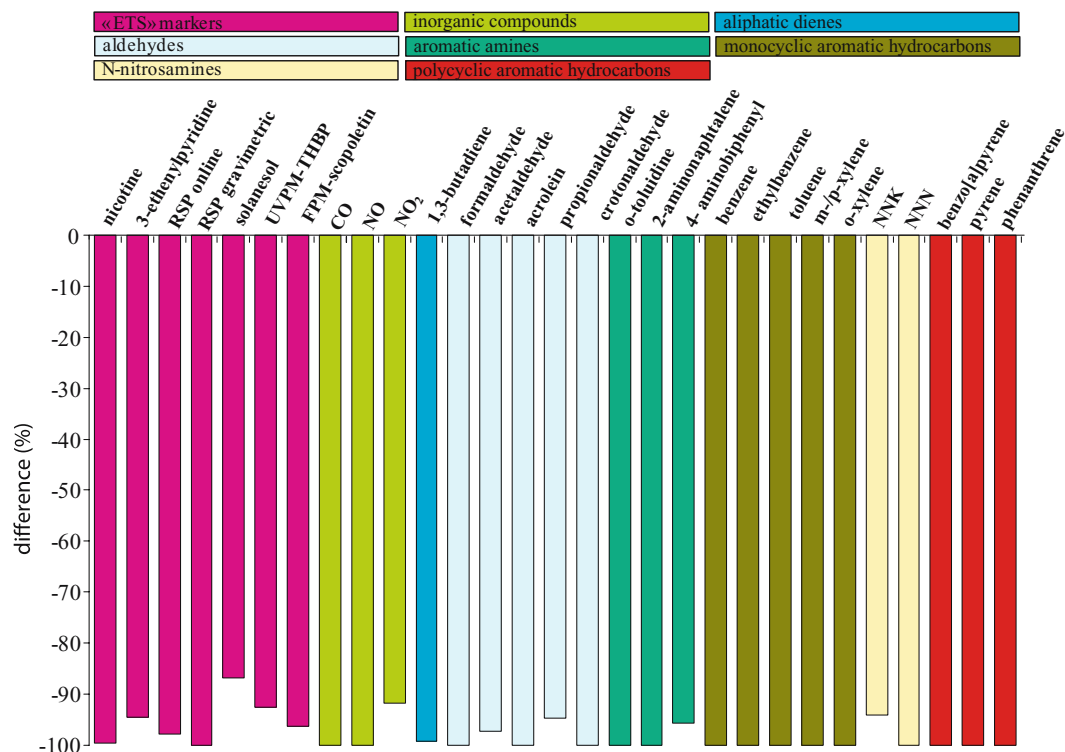 «ETS» markers
inorganic compounds
aliphatic dienes
aldehydes
aromatic amines
monocyclic aromatic hydrocarbons
N-nitrosamines
polycyclic aromatic hydrocarbons
nicotine
3-ethenylpyridine
RSP online
RSP gravimetric
solanesol
UVPM-THBP
FPM-scopoletin
CO
NO
NO₂
1,3-butadiene
formaldehyde
acetaldehyde
acrolein
propionaldehyde
crotonaldehyde
o-toluidine
2-aminonaphtalene
4- aminobiphenyl
benzene
ethylbenzene
toluene
m-/p-xylene
o-xylene
NNK
NNN
benzo[a]pyrene
pyrene
phenanthrene
0
-10
-20
-30
-40
-50
-60
-70
-80
-90
-100
difference (%)